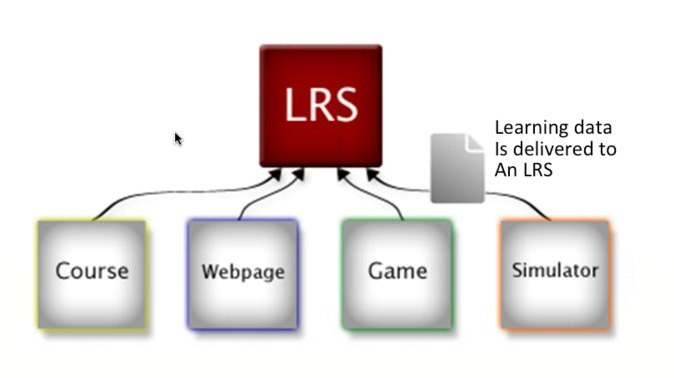 LRS
Learning data
Is delivered to
An LRS
Course
Webpage
Game
Simulator